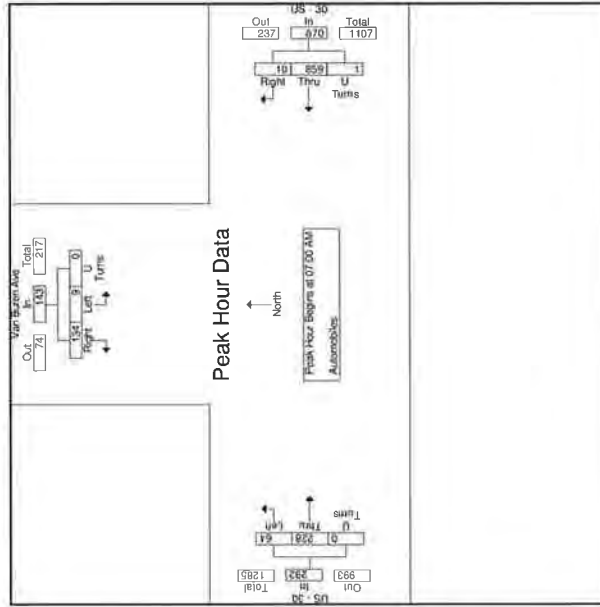 Van Buren Ave
Out In Total
74 143 217
134 9 0
Right Left U
Turns
US - 30
Out In Total
237 870 1107
10 859 1
Right Thru U
Turns
Peak Hour Data
North
Peak Hour Begins at 07:00 AM
Automobiles
Left Thru U
Turns
64 228 0
Total In Out
1285 292 993
US - 30